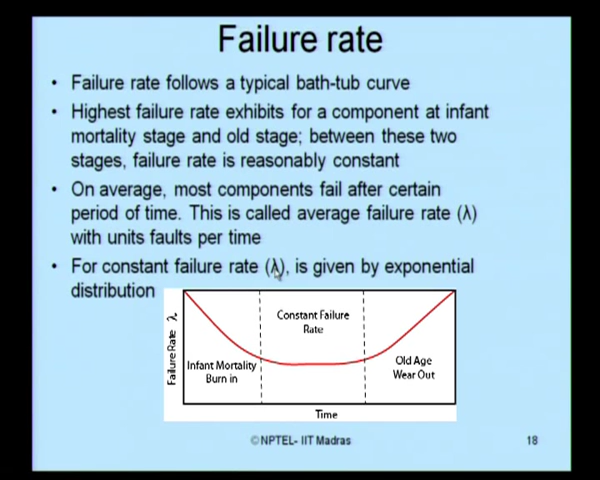 Failure rate
• Failure rate follows a typical bath-tub curve
• Highest failure rate exhibits for a component at infant
mortality stage and old stage; between these two
stages, failure rate is reasonably constant
• On average, most components fail after certain
period of time. This is called average failure rate (λ)
with units faults per time
• For constant failure rate (λ), is given by exponential
distribution
Failure Rate λ
Constant Failure
Rate
Infant Mortality
Burn in
Old Age
Wear Out
Time
©NPTEL- IIT Madras
18